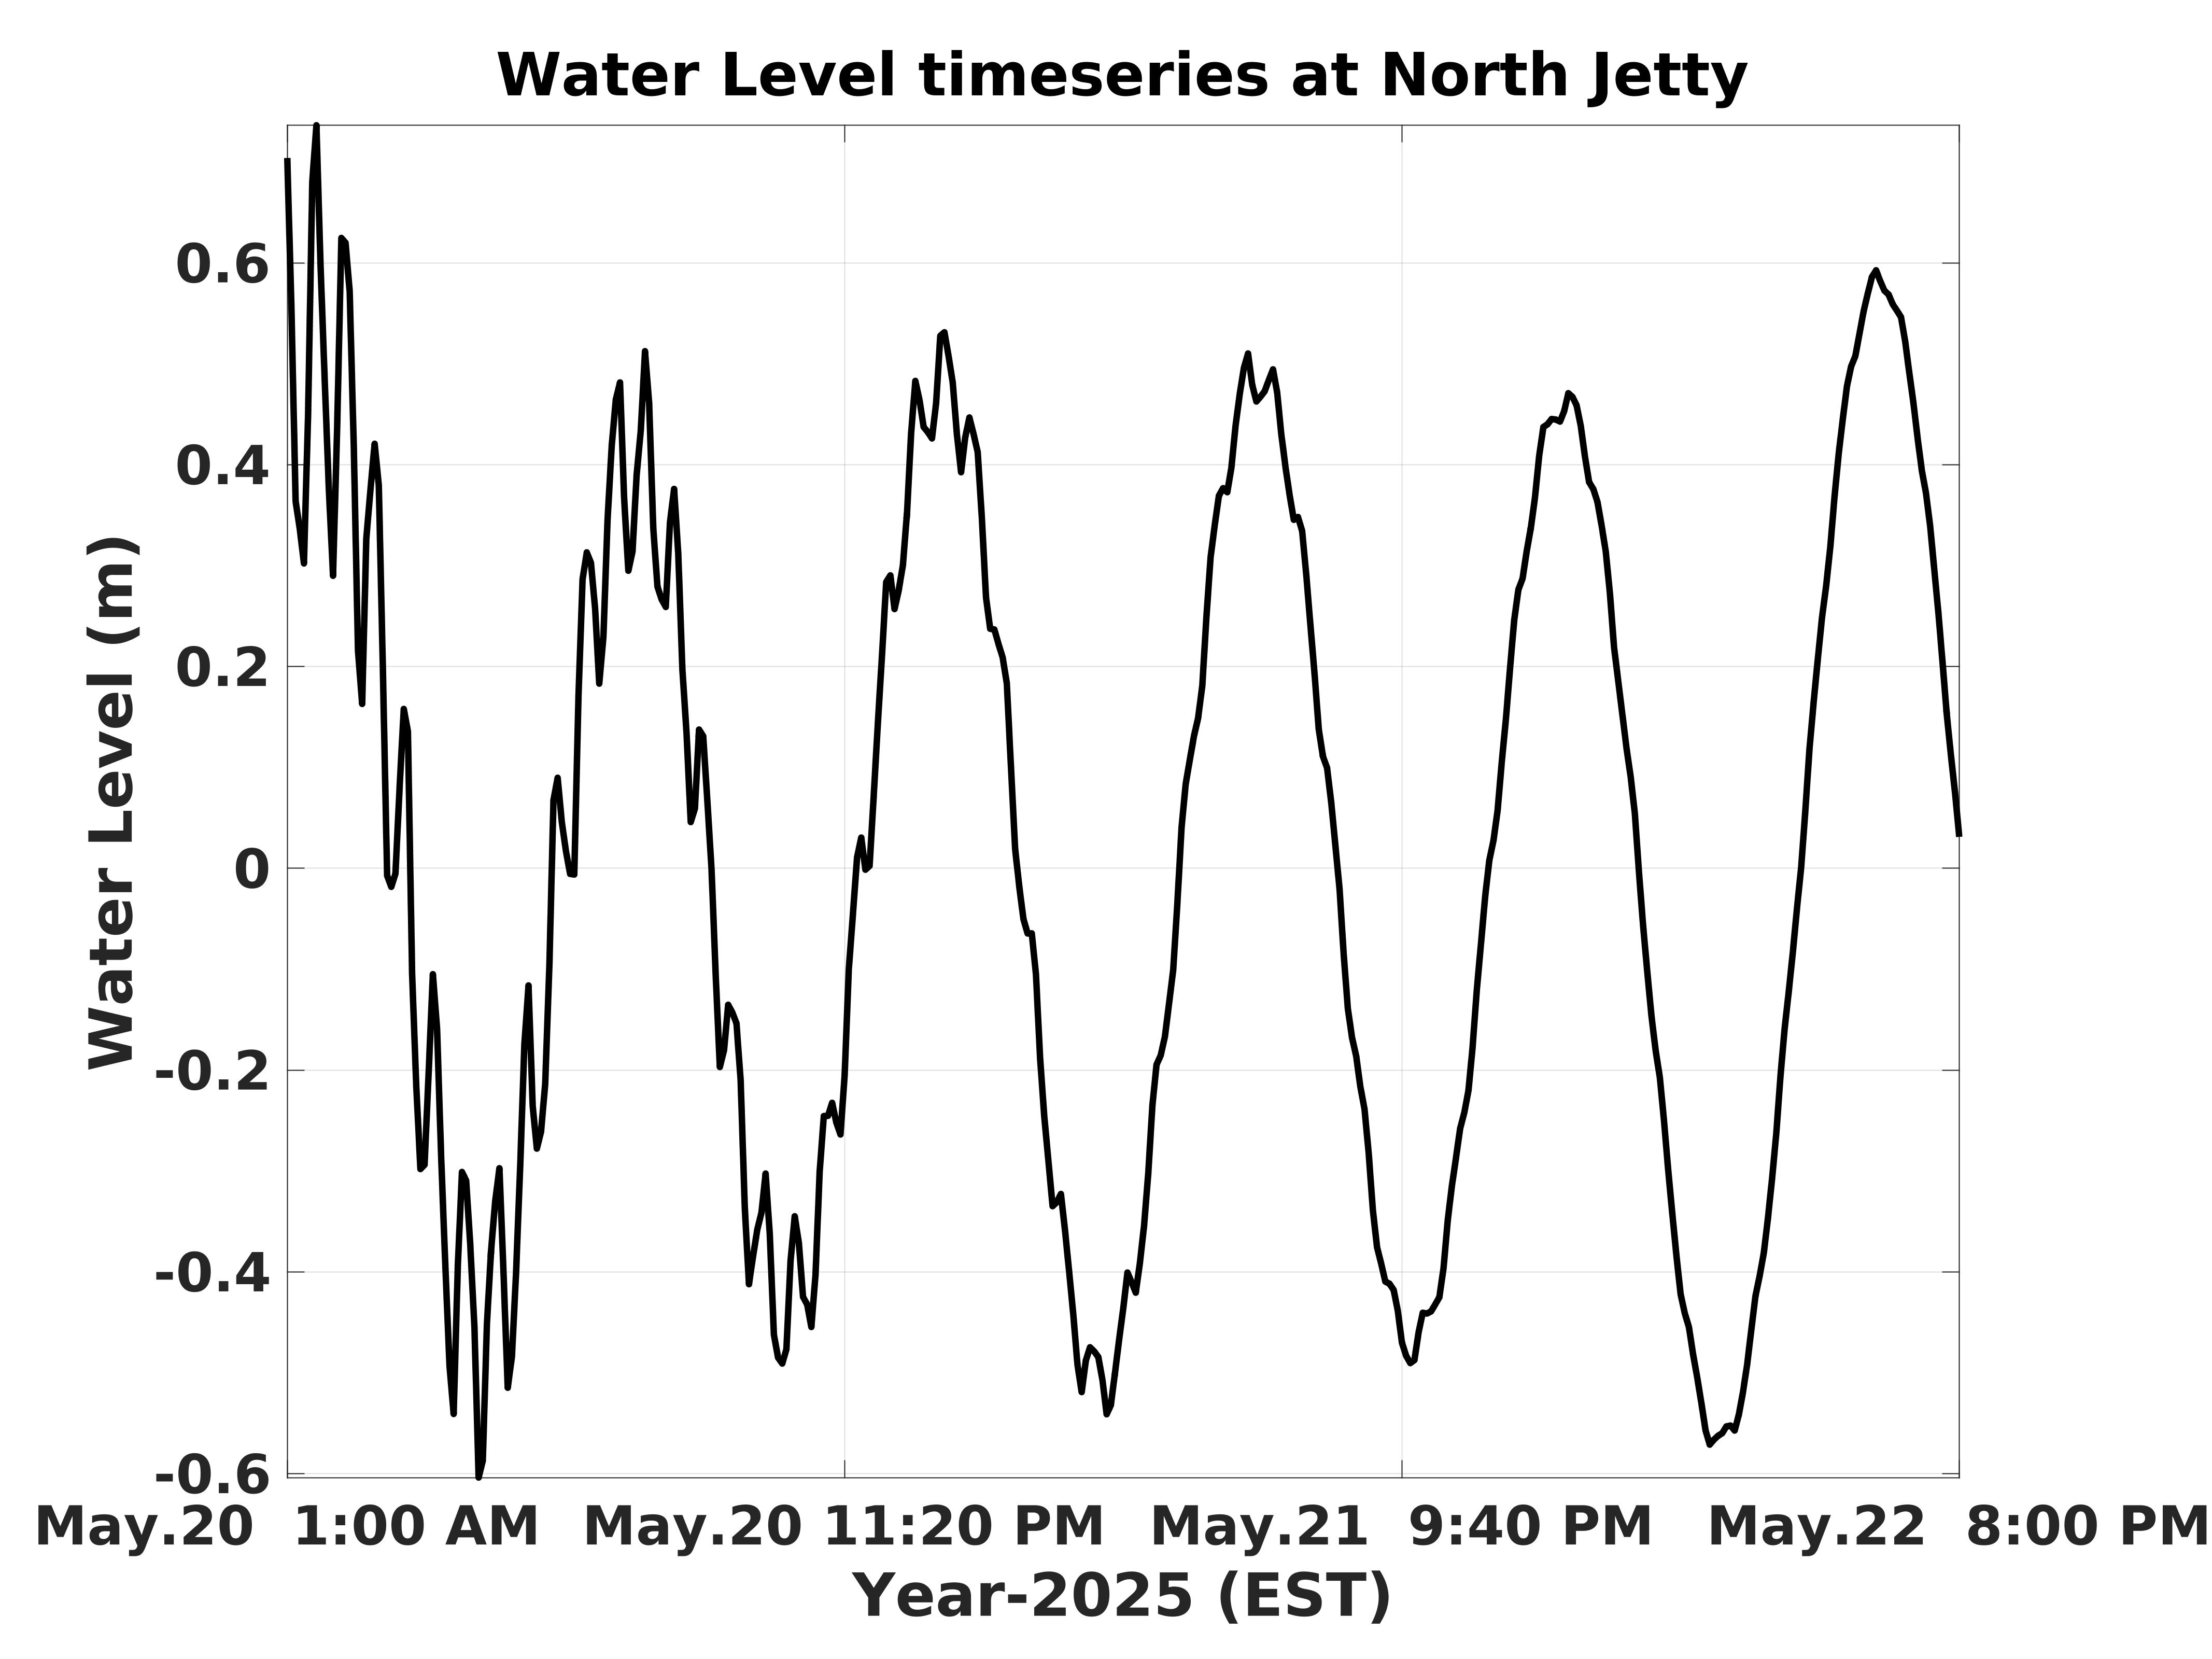 Water Level timeseries at North Jetty
0.6
0.4
0.2
0
-0.2
-0.4
-0.6
Water Level (m)
May.20 1:00 AM May.20 11:20 PM May.21 9:40 PM May.22 8:00 PM
Year-2025 (EST)